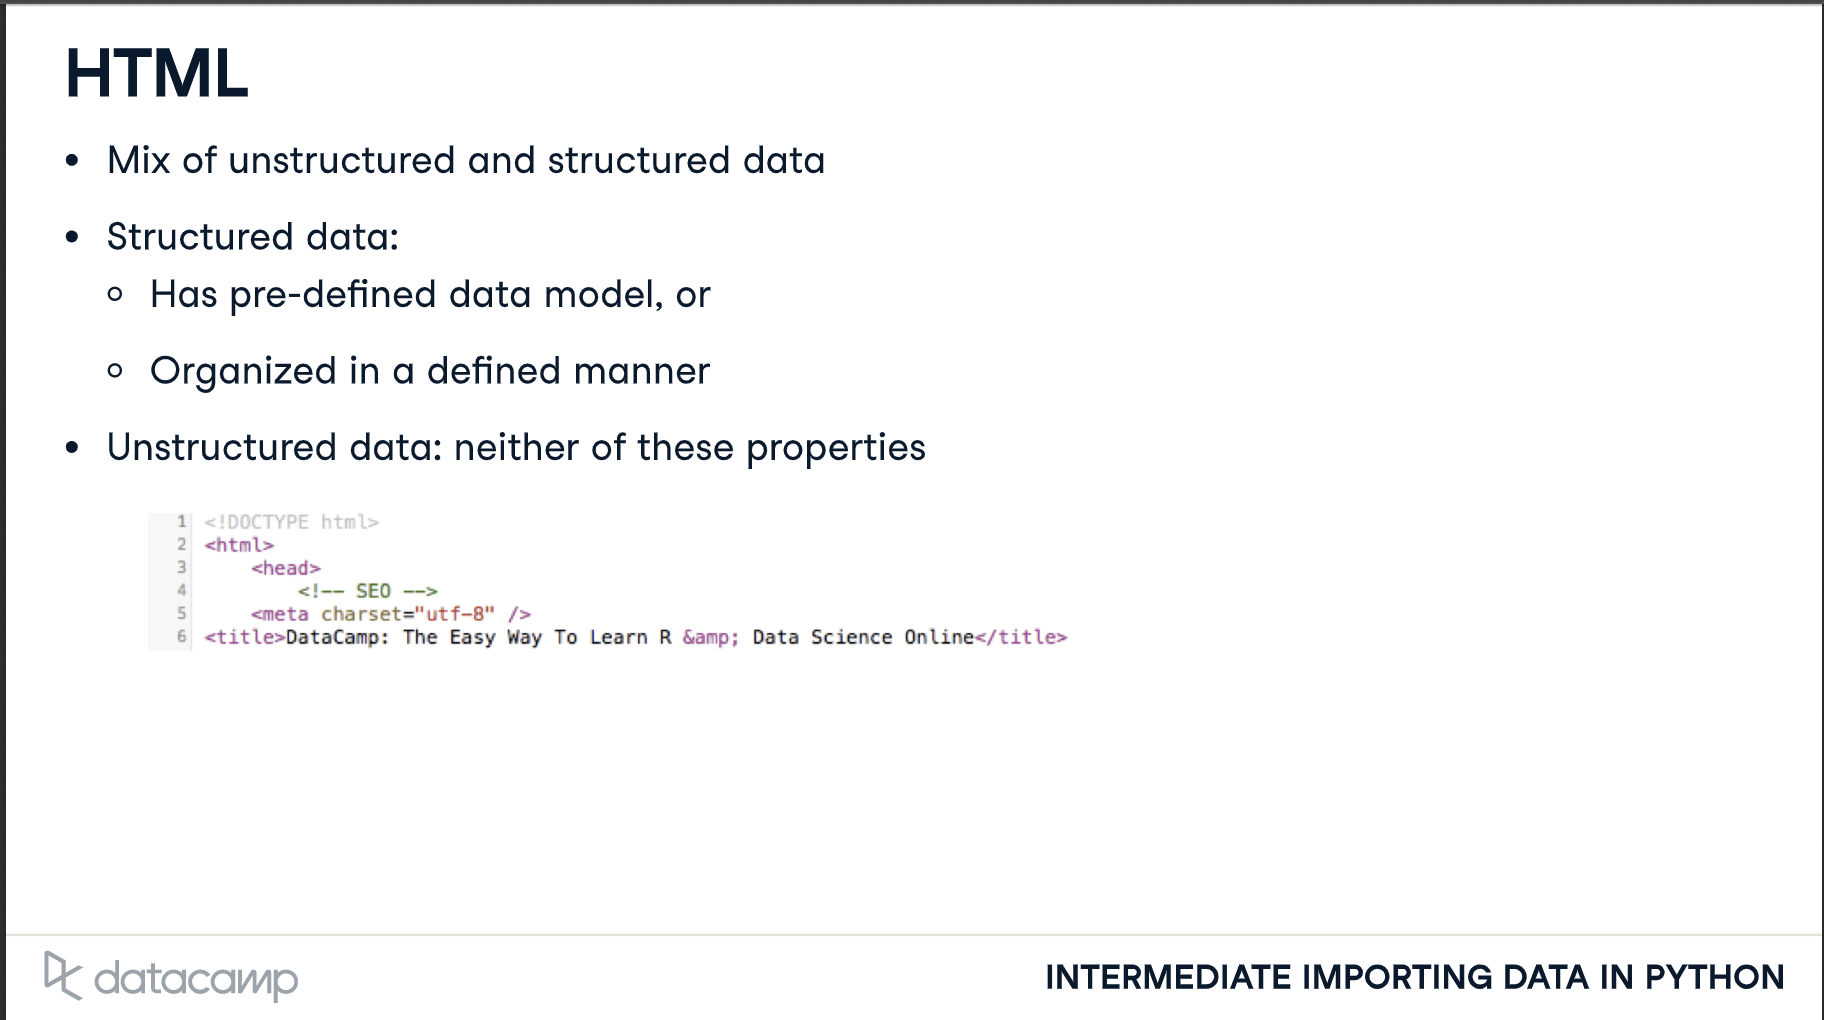 HTML
• Mix of unstructured and structured data
• Structured data:
○ Has pre-defined data model, or
○ Organized in a defined manner
• Unstructured data: neither of these properties
1 <!DOCTYPE html>
2 <html>
3     <head>
4         <!-- SEO -->
5     <meta charset="utf-8" />
6 <title>DataCamp: The Easy Way To Learn R &amp; Data Science Online</title>
datacamp
INTERMEDIATE IMPORTING DATA IN PYTHON